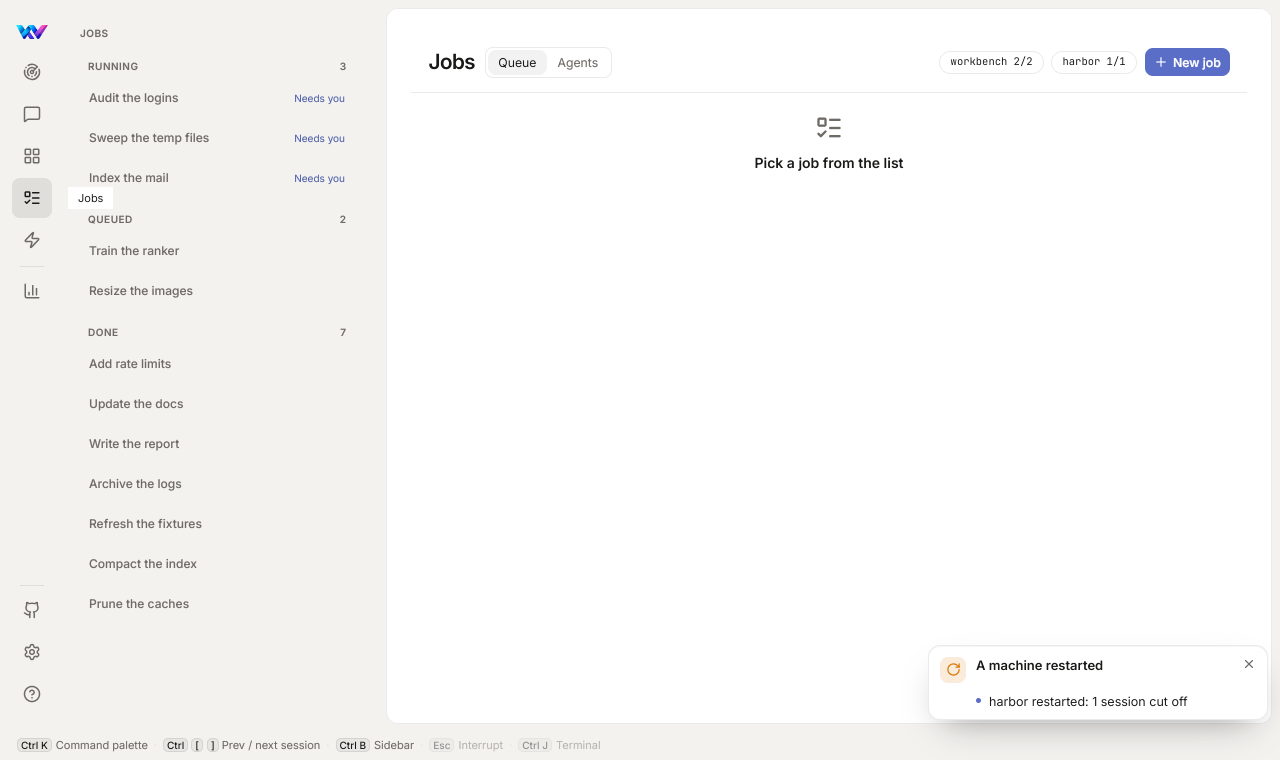 JOBS
RUNNING 3
Audit the logins Needs you
Sweep the temp files Needs you
Index the mail Needs you
Jobs
QUEUED 2
Train the ranker
Resize the images
DONE 7
Add rate limits
Update the docs
Write the report
Archive the logs
Refresh the fixtures
Compact the index
Prune the caches
Jobs Queue Agents workbench 2/2 harbor 1/1 New job
Pick a job from the list
A machine restarted
harbor restarted: 1 session cut off
Ctrl K Command palette Ctrl [ ] Prev / next session Ctrl B Sidebar Esc Interrupt Ctrl J Terminal